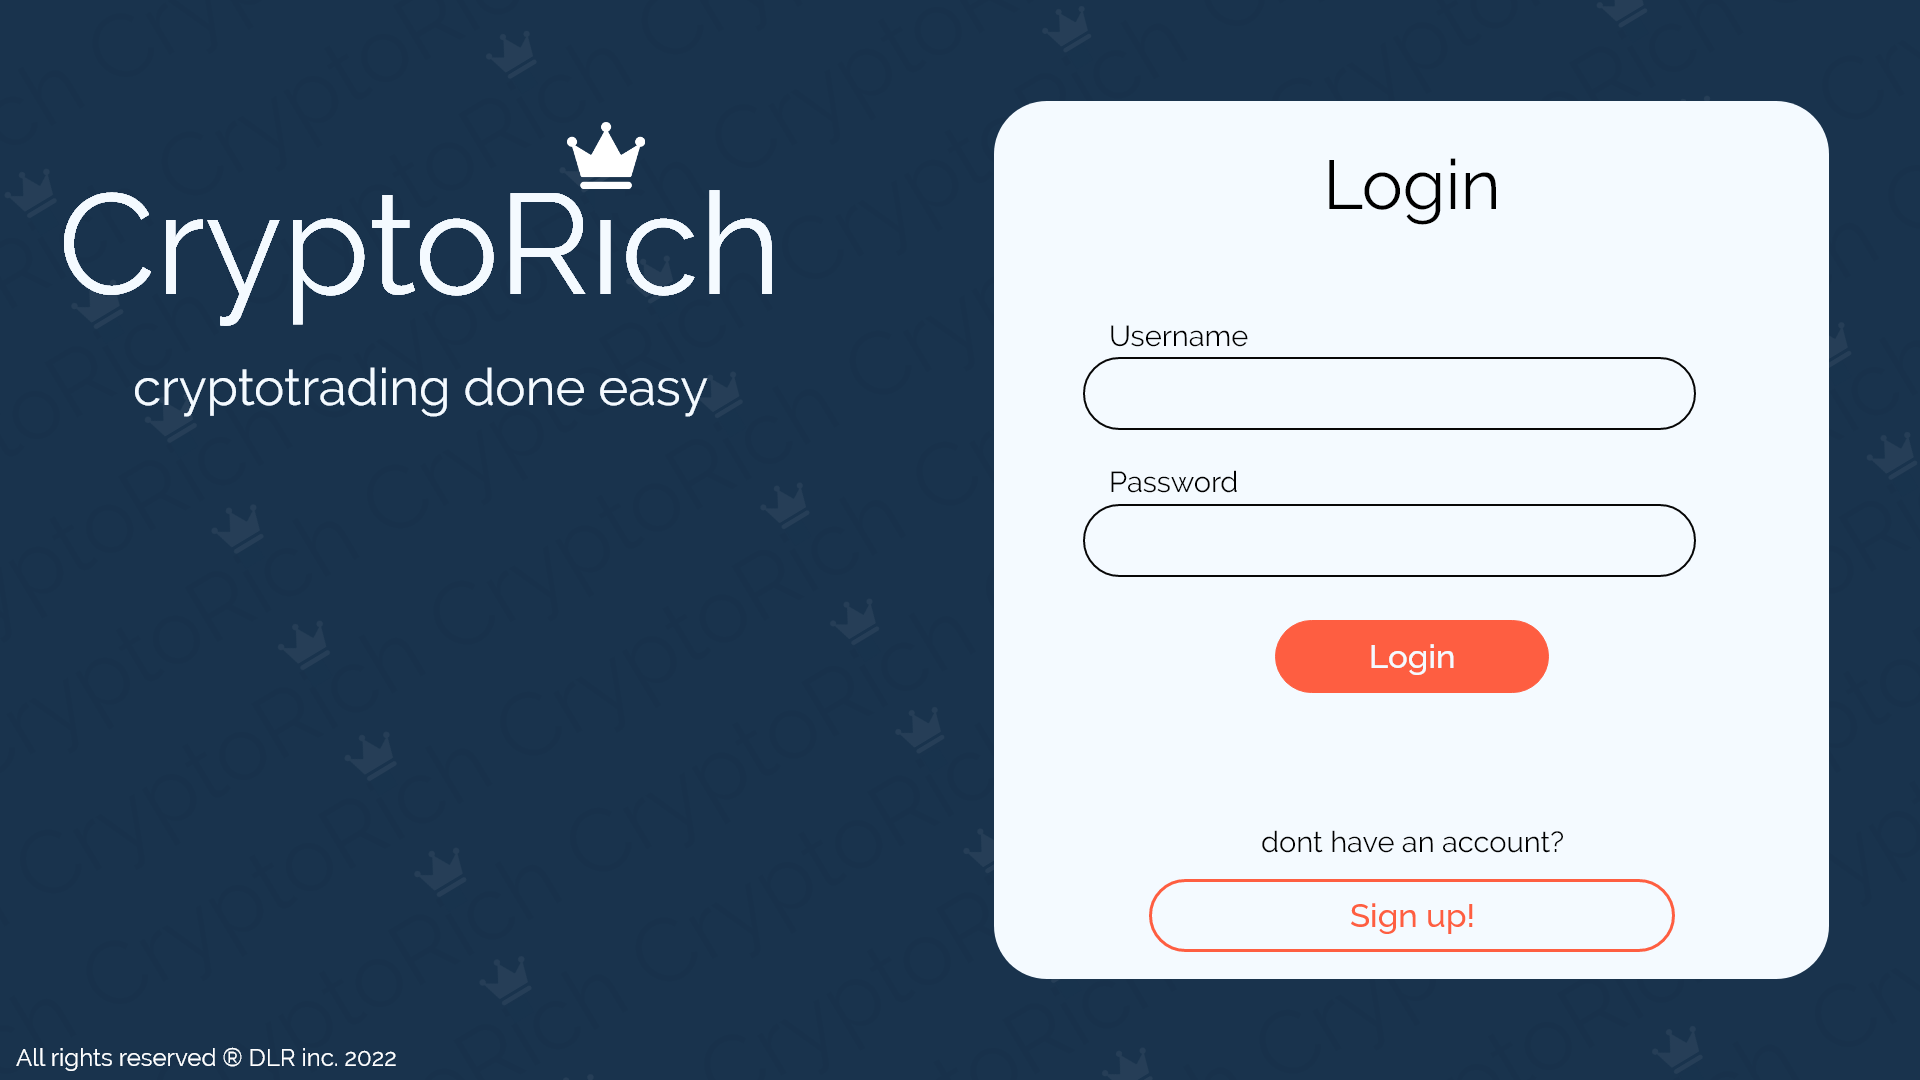 CryptoRich
cryptotrading done easy
Login
Username
Password
Login
dont have an account?
Sign up!
All rights reserved ® DLR inc. 2022